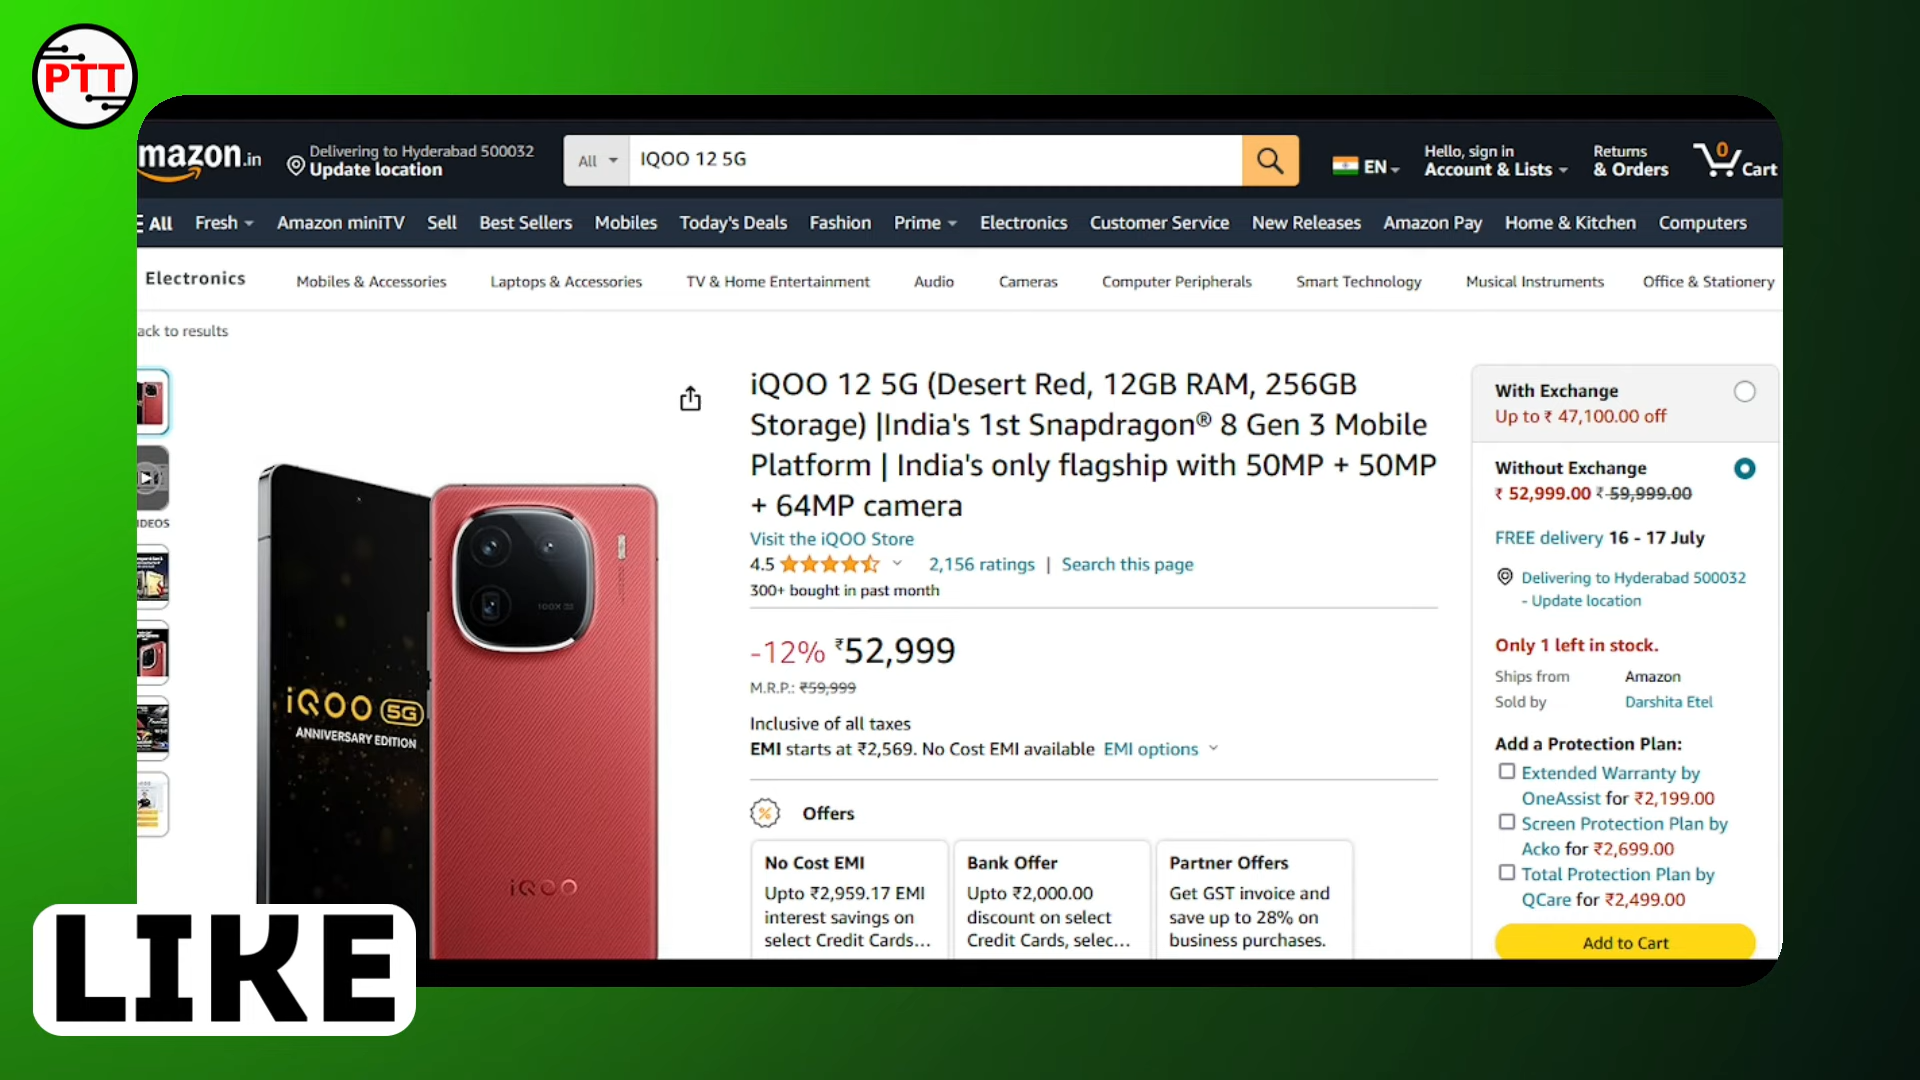 PTT
mazon.in
Delivering to Hyderabad 500032
Update location
All
IQOO 12 5G
EN
Hello, sign in
Account & Lists
Returns
& Orders
0
Cart
All
Fresh
Amazon miniTV
Sell
Best Sellers
Mobiles
Today's Deals
Fashion
Prime
Electronics
Customer Service
New Releases
Amazon Pay
Home & Kitchen
Computers
Electronics
Mobiles & Accessories
Laptops & Accessories
TV & Home Entertainment
Audio
Cameras
Computer Peripherals
Smart Technology
Musical Instruments
Office & Stationery
ack to results
IDEOS
iQOO 5G
ANNIVERSARY EDITION
100X
iQOO
iQOO 12 5G (Desert Red, 12GB RAM, 256GB
Storage) |India's 1st Snapdragon® 8 Gen 3 Mobile
Platform | India's only flagship with 50MP + 50MP
+ 64MP camera
Visit the iQOO Store
4.5
2,156 ratings | Search this page
300+ bought in past month
-12% ₹52,999
M.R.P.: ₹59,999
Inclusive of all taxes
EMI starts at ₹2,569. No Cost EMI available EMI options
Offers
No Cost EMI
Upto ₹2,959.17 EMI
interest savings on
select Credit Cards...
Bank Offer
Upto ₹2,000.00
discount on select
Credit Cards, selec...
Partner Offers
Get GST invoice and
save up to 28% on
business purchases.
With Exchange
Up to ₹ 47,100.00 off
Without Exchange
₹ 52,999.00 ₹ 59,999.00
FREE delivery 16 - 17 July
Delivering to Hyderabad 500032
- Update location
Only 1 left in stock.
Ships from Amazon
Sold by Darshita Etel
Add a Protection Plan:
Extended Warranty by
OneAssist for ₹2,199.00
Screen Protection Plan by
Acko for ₹2,699.00
Total Protection Plan by
QCare for ₹2,499.00
Add to Cart
LIKE